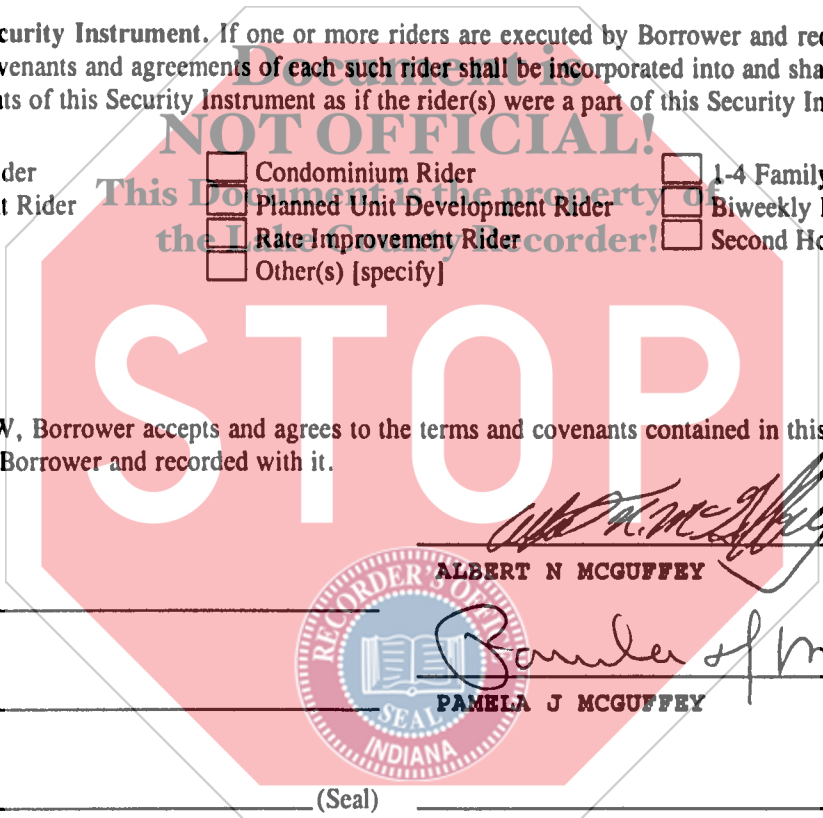 curity Instrument. If one or more riders are executed by Borrower and rec
Document is
venants and agreements of each such rider shall be incorporated into and sha
ts of this Security Instrument as if the rider(s) were a part of this Security In
NOT OFFICIAL!
der Condominium Rider 1-4 Family
This Document is the property of
t Rider Planned Unit Development Rider Biweekly
the Lake County Recorder!
Rate Improvement Rider Second Ho
Other(s) [specify]
STOP
W, Borrower accepts and agrees to the terms and covenants contained in this
Borrower and recorded with it.
Albert N. McGuffey
ALBERT N MCGUFFEY
RECORDER'S OFFICE
Pamela J M
PAMELA J MCGUFFEY
SEAL
INDIANA
(Seal)